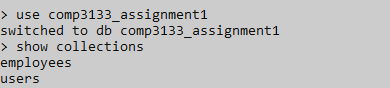 > use comp3133_assignment1
switched to db comp3133_assignment1
> show collections
employees
users